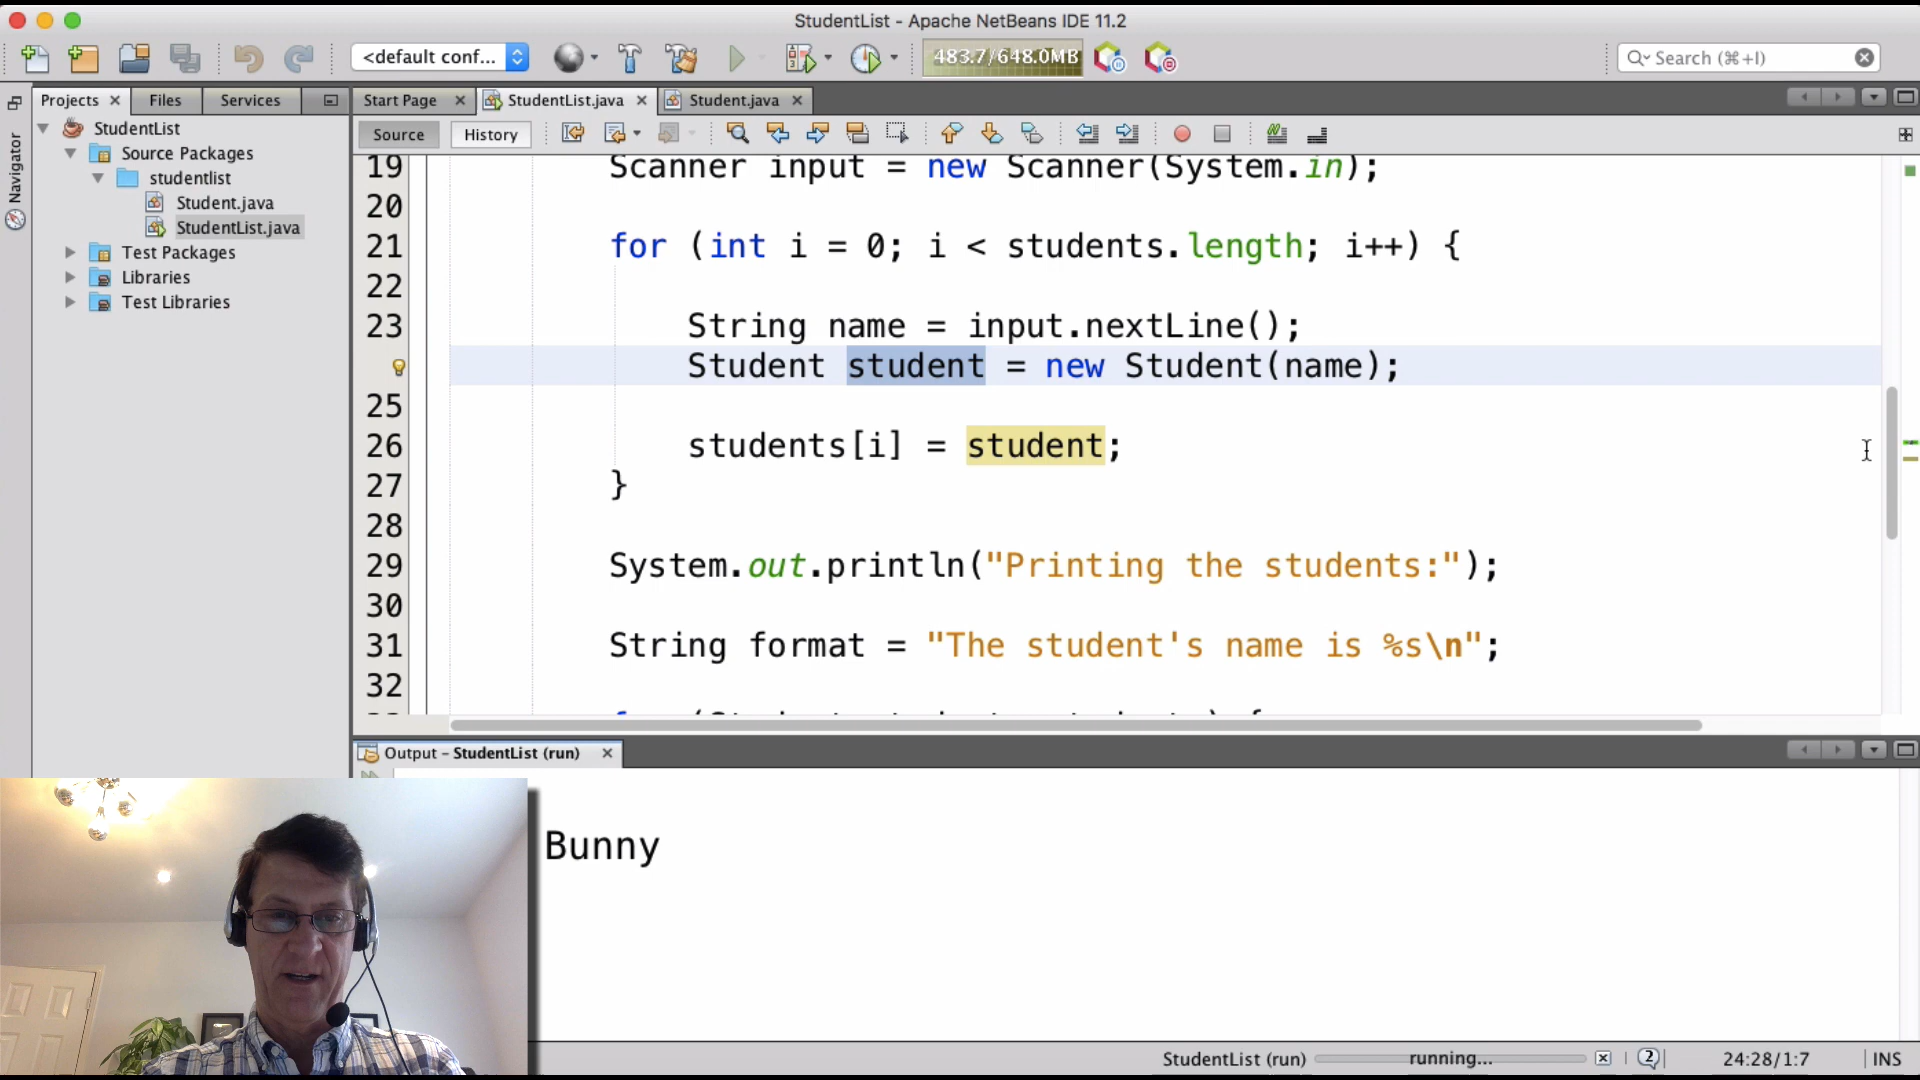 StudentList - Apache NetBeans IDE 11.2
<default conf...
483.7/648.0MB
Search (⌘+I)
Projects
Files
Services
Start Page
StudentList.java
Student.java
Source
History
Navigator
StudentList
Source Packages
studentlist
Student.java
StudentList.java
Test Packages
Libraries
Test Libraries
19 Scanner input = new Scanner(System.in);
20
21 for (int i = 0; i < students.length; i++) {
22
23 String name = input.nextLine();
Student student = new Student(name);
25
26 students[i] = student;
27 }
28
29 System.out.println("Printing the students:");
30
31 String format = "The student's name is %s\n";
32
Output - StudentList (run)
Bunny
StudentList (run)
running...
2
24:28/1:7
INS